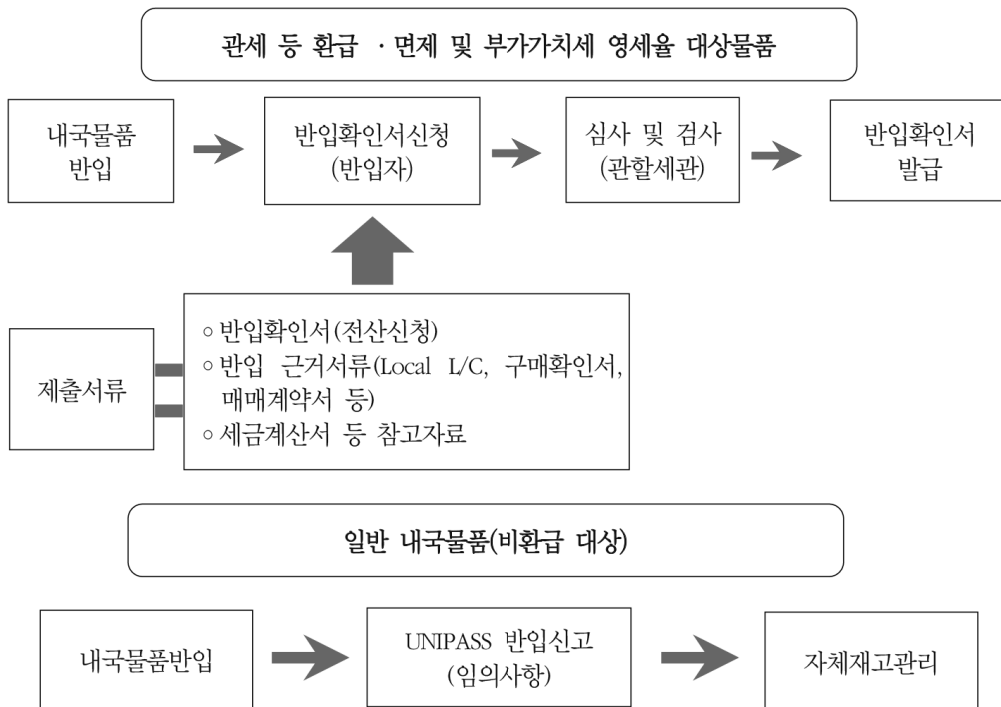 관세 등 환급 · 면제 및 부가가치세 영세율 대상물품
내국물품
반입
반입확인서신청
(반입자)
심사 및 검사
(관할세관)
반입확인서
발급
제출서류
○ 반입확인서(전산신청)
○ 반입 근거서류(Local L/C, 구매확인서,
매매계약서 등)
○ 세금계산서 등 참고자료
일반 내국물품(비환급 대상)
내국물품반입
UNIPASS 반입신고
(임의사항)
자체재고관리